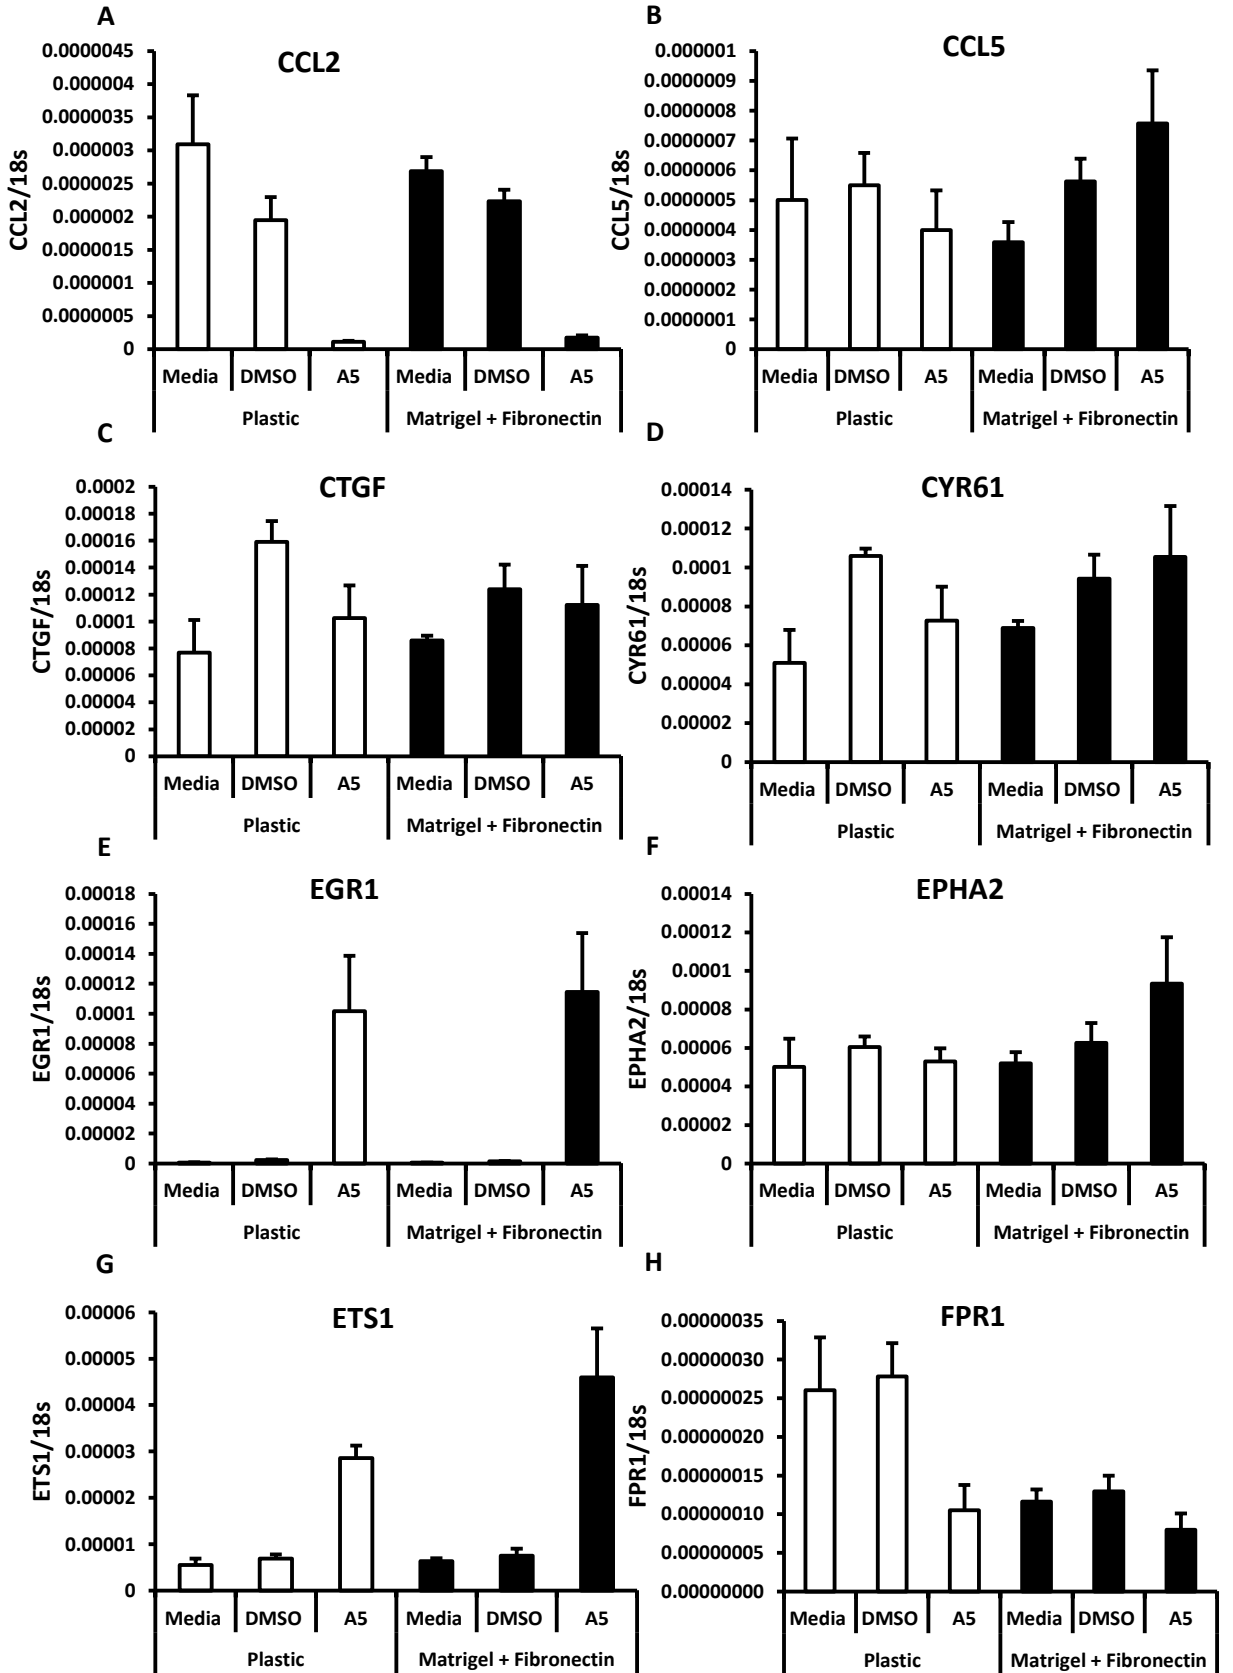 A
CCL2
CCL2/18s
0.0000045
0.000004
0.0000035
0.000003
0.0000025
0.000002
0.0000015
0.000001
0.0000005
0
Media DMSO A5 Media DMSO A5
Plastic Matrigel + Fibronectin
B
CCL5
CCL5/18s
0.000001
0.0000009
0.0000008
0.0000007
0.0000006
0.0000005
0.0000004
0.0000003
0.0000002
0.0000001
0
Media DMSO A5 Media DMSO A5
Plastic Matrigel + Fibronectin
C
CTGF
CTGF/18s
0.0002
0.00018
0.00016
0.00014
0.00012
0.0001
0.00008
0.00006
0.00004
0.00002
0
Media DMSO A5 Media DMSO A5
Plastic Matrigel + Fibronectin
D
CYR61
CYR61/18s
0.00014
0.00012
0.0001
0.00008
0.00006
0.00004
0.00002
0
Media DMSO A5 Media DMSO A5
Plastic Matrigel + Fibronectin
E
EGR1
EGR1/18s
0.00018
0.00016
0.00014
0.00012
0.0001
0.00008
0.00006
0.00004
0.00002
0
Media DMSO A5 Media DMSO A5
Plastic Matrigel + Fibronectin
F
EPHA2
EPHA2/18s
0.00014
0.00012
0.0001
0.00008
0.00006
0.00004
0.00002
0
Media DMSO A5 Media DMSO A5
Plastic Matrigel + Fibronectin
G
ETS1
ETS1/18s
0.00006
0.00005
0.00004
0.00003
0.00002
0.00001
0
Media DMSO A5 Media DMSO A5
Plastic Matrigel + Fibronectin
H
FPR1
FPR1/18s
0.00000035
0.00000030
0.00000025
0.00000020
0.00000015
0.00000010
0.00000005
0.00000000
Media DMSO A5 Media DMSO A5
Plastic Matrigel + Fibronectin